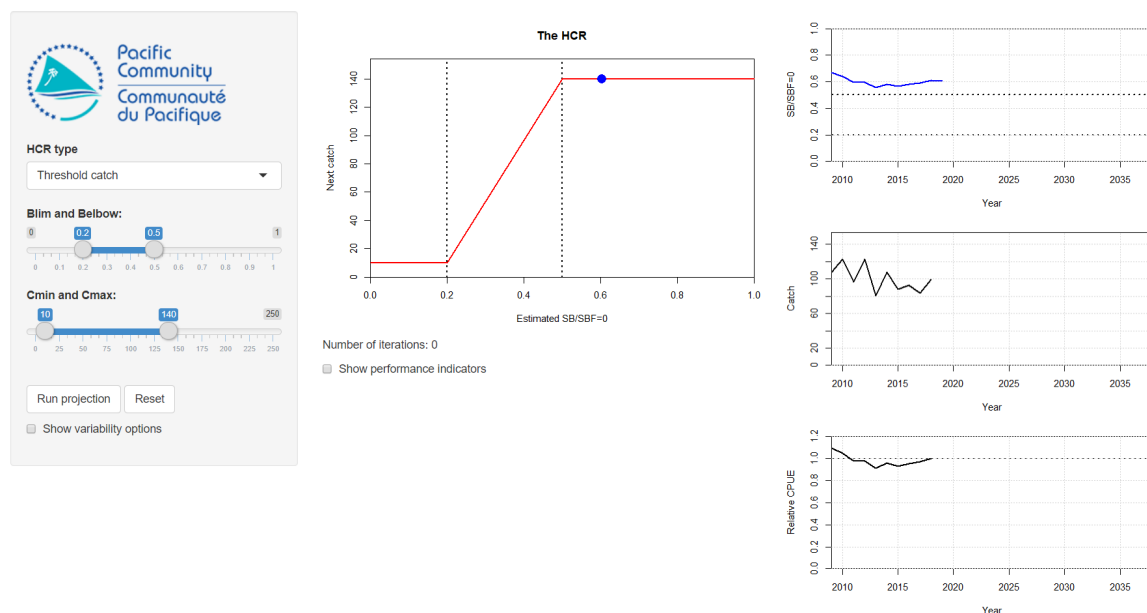 Pacific
Community
Communauté
du Pacifique
HCR type
Threshold catch
Blim and Belbow:
0 0.2 0.5 1
0 0.1 0.2 0.3 0.4 0.5 0.6 0.7 0.8 0.9 1
Cmin and Cmax:
10 140 250
0 25 50 75 100 125 150 175 200 225 250
Run projection Reset
Show variability options
The HCR
Next catch
0 20 40 60 80 100 120 140
0.0 0.2 0.4 0.6 0.8 1.0
Estimated SB/SBF=0
Number of iterations: 0
Show performance indicators
SB/SBF=0
0.0 0.2 0.4 0.6 0.8 1.0
2010 2015 2020 2025 2030 2035
Year
Catch
0 20 60 100 140
2010 2015 2020 2025 2030 2035
Year
Relative CPUE
0.0 0.2 0.4 0.6 0.8 1.0 1.2
2010 2015 2020 2025 2030 2035
Year